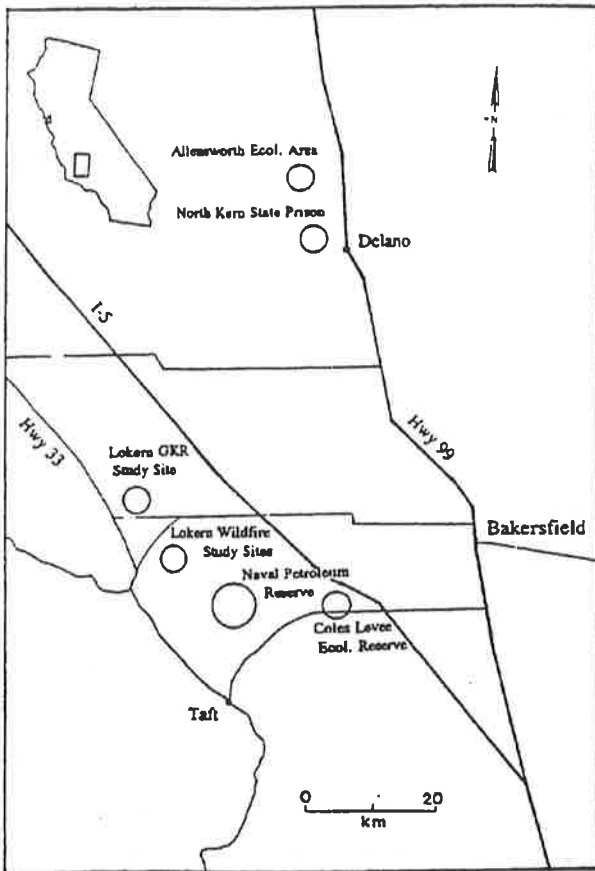 N
Allensworth Ecol. Area
North Kern State Prison
Delano
I-5
Hwy 33
Hwy 99
Lokern GKR
Study Site
Bakersfield
Lokern Wildfire
Study Sites
Naval Petroleum
Reserve
Coles Levee
Ecol. Reserve
Taft
0 20
km